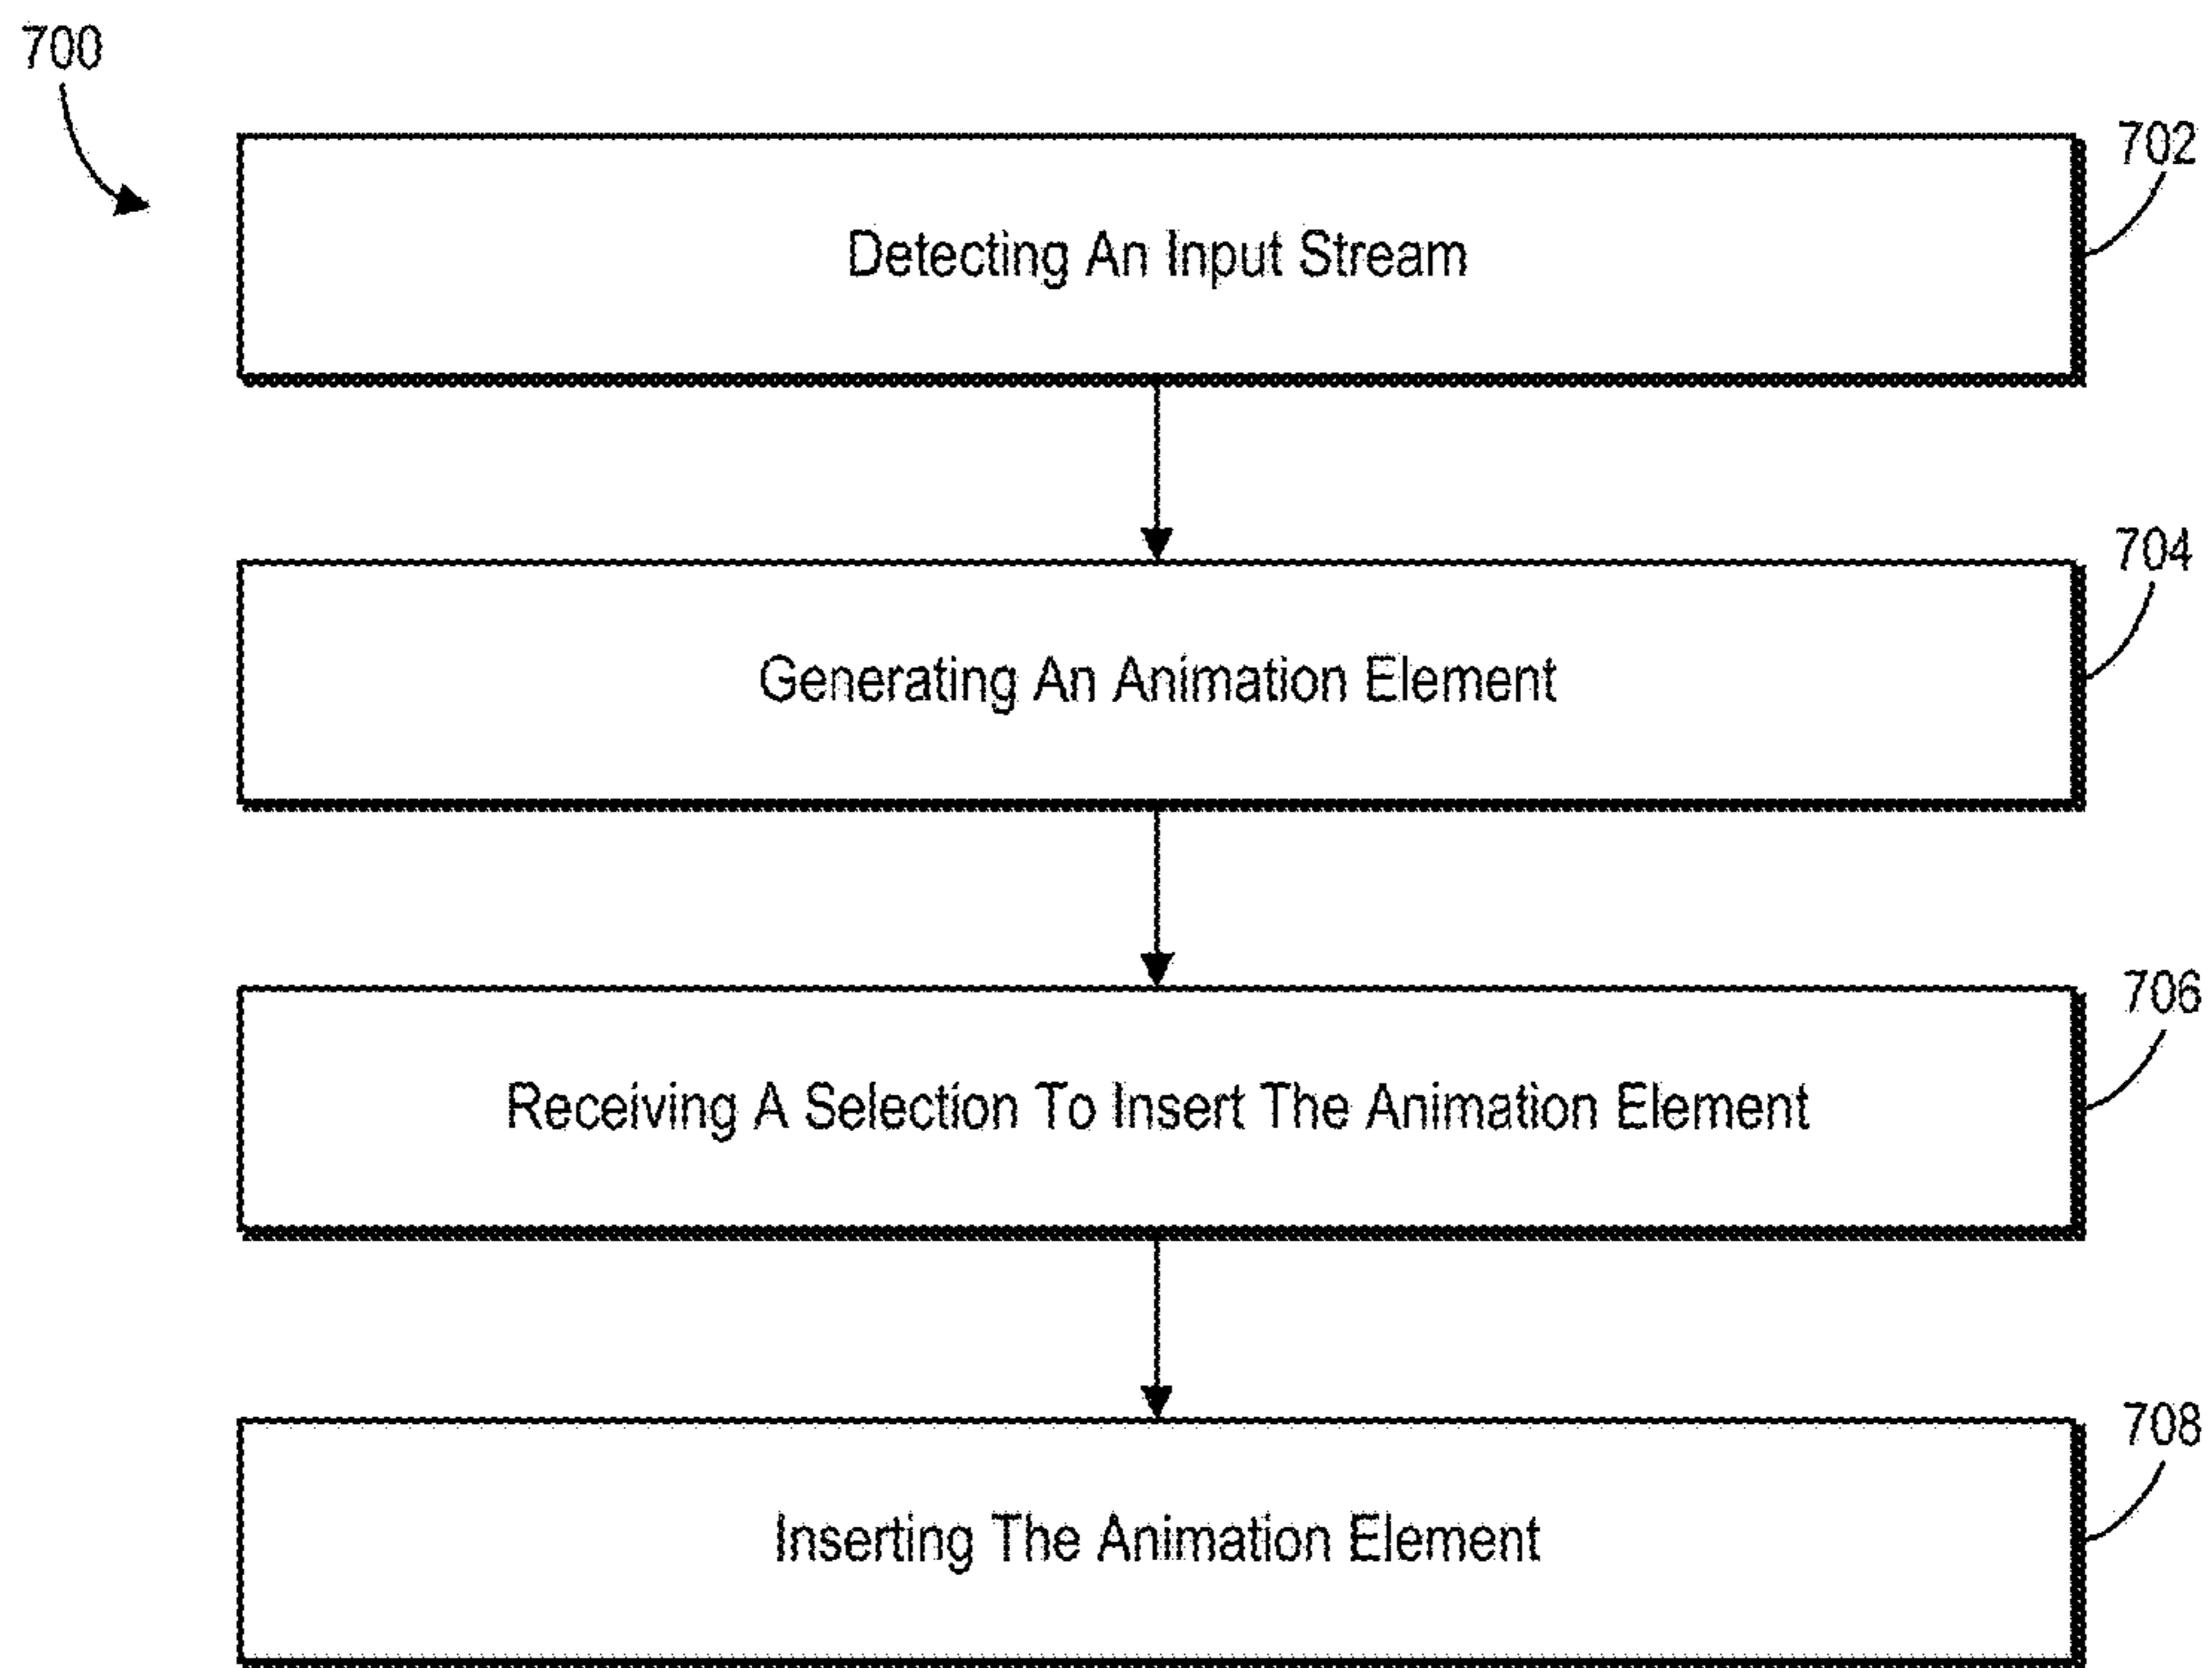 700
702
Detecting An Input Stream
704
Generating An Animation Element
706
Receiving A Selection To Insert The Animation Element
708
Inserting The Animation Element